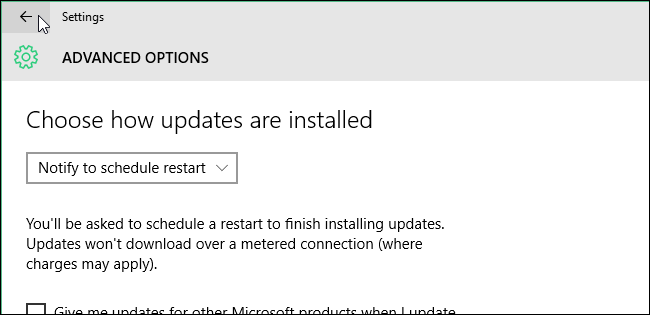 Settings
ADVANCED OPTIONS
Choose how updates are installed
Notify to schedule restart
You'll be asked to schedule a restart to finish installing updates.
Updates won't download over a metered connection (where
charges may apply).
Give me updates for other Microsoft products when I update